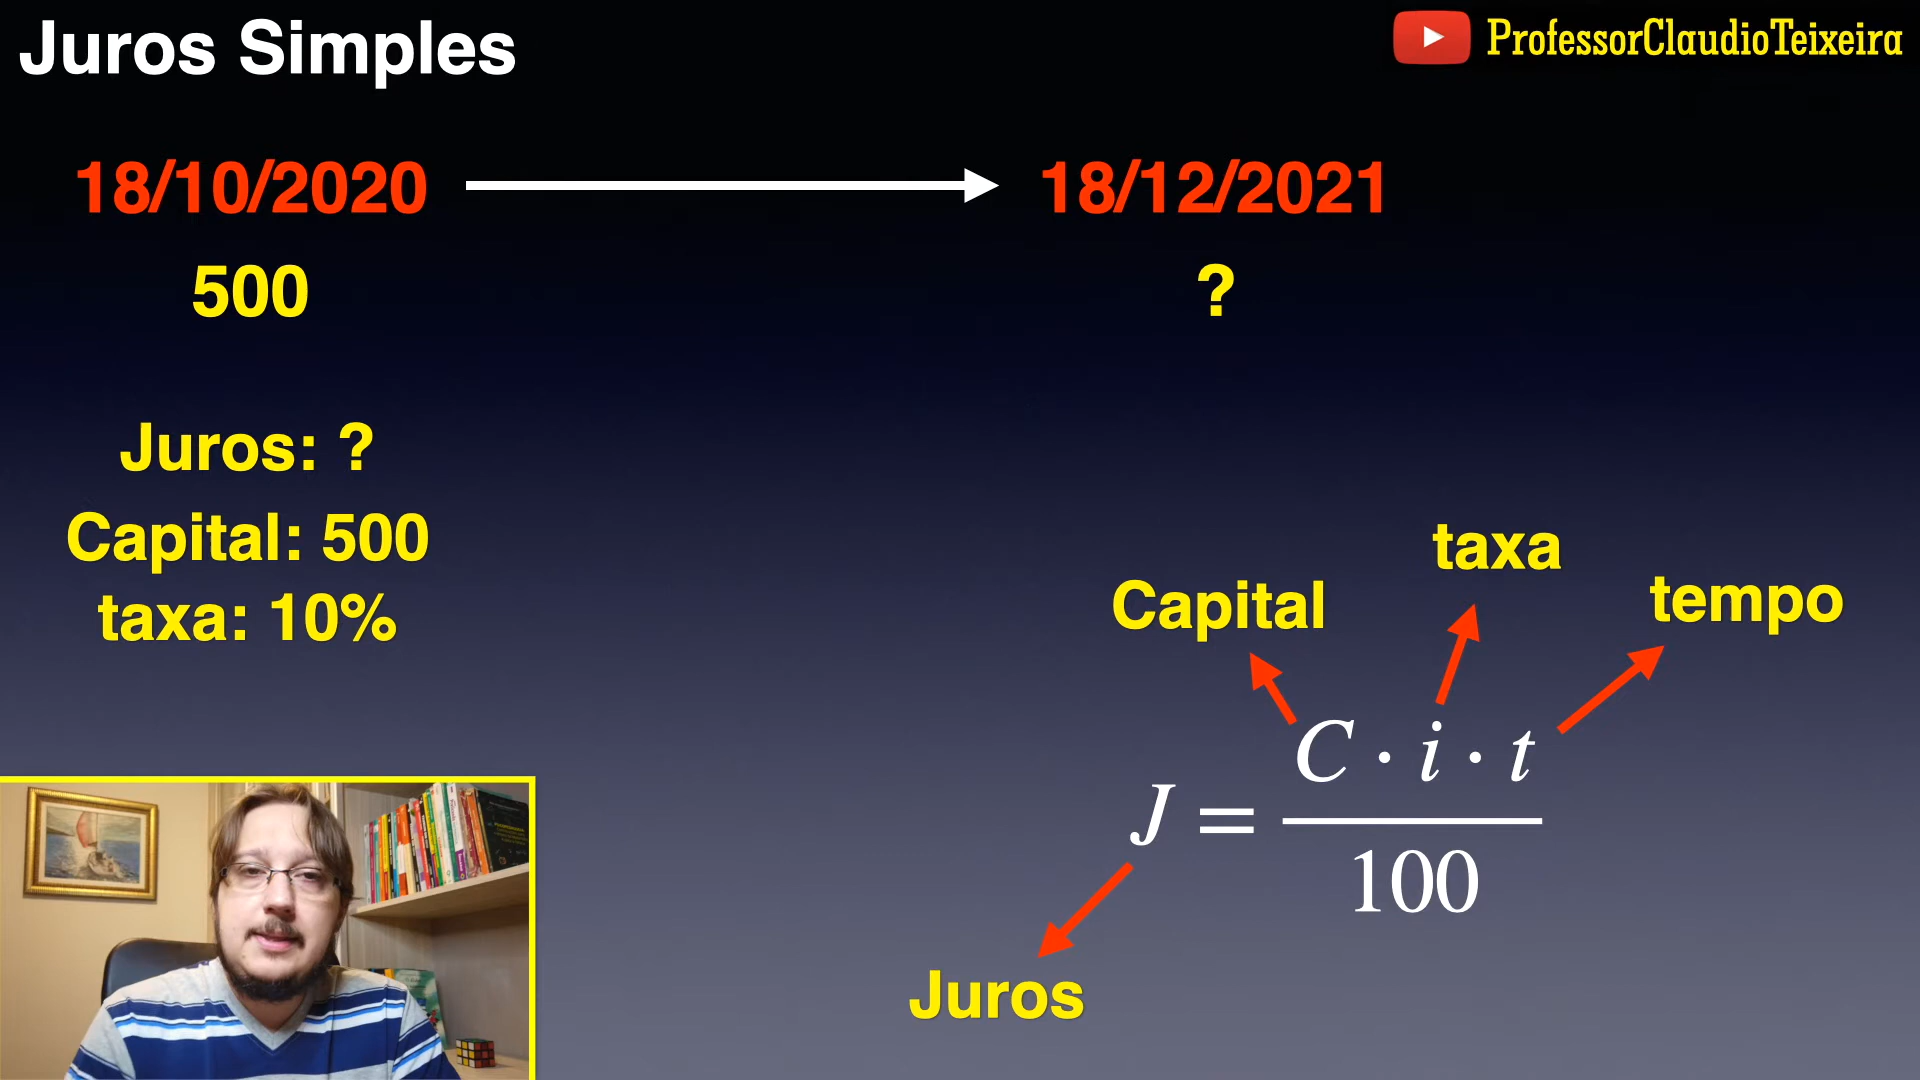 Juros Simples
ProfessorClaudioTeixeira
18/10/2020
18/12/2021
500
?
Juros: ?
Capital: 500
taxa: 10%
taxa
Capital
tempo
J = C · i · t / 100
Juros